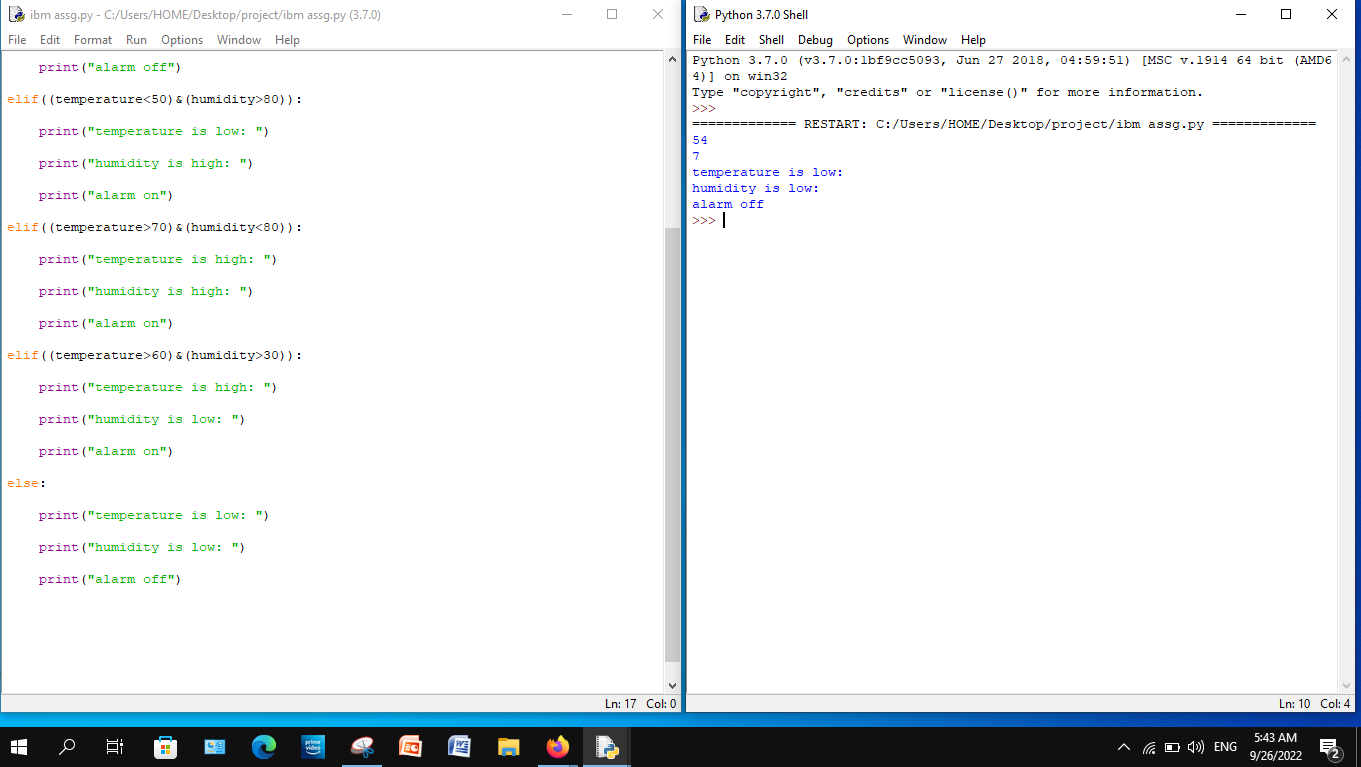 ibm assg.py - C:/Users/HOME/Desktop/project/ibm assg.py (3.7.0)
File Edit Format Run Options Window Help
print("alarm off")
elif((temperature<50)&(humidity>80)):
print("temperature is low: ")
print("humidity is high: ")
print("alarm on")
elif((temperature>70)&(humidity<80)):
print("temperature is high: ")
print("humidity is high: ")
print("alarm on")
elif((temperature>60)&(humidity>30)):
print("temperature is high: ")
print("humidity is low: ")
print("alarm on")
else:
print("temperature is low: ")
print("humidity is low: ")
print("alarm off")
Ln: 17 Col: 0
Python 3.7.0 Shell
File Edit Shell Debug Options Window Help
Python 3.7.0 (v3.7.0:1bf9cc5093, Jun 27 2018, 04:59:51) [MSC v.1914 64 bit (AMD6
4)] on win32
Type "copyright", "credits" or "license()" for more information.
>>>
============= RESTART: C:/Users/HOME/Desktop/project/ibm assg.py =============
54
7
temperature is low:
humidity is low:
alarm off
>>>
Ln: 10 Col: 4
prime
video
ENG
5:43 AM
9/26/2022
2